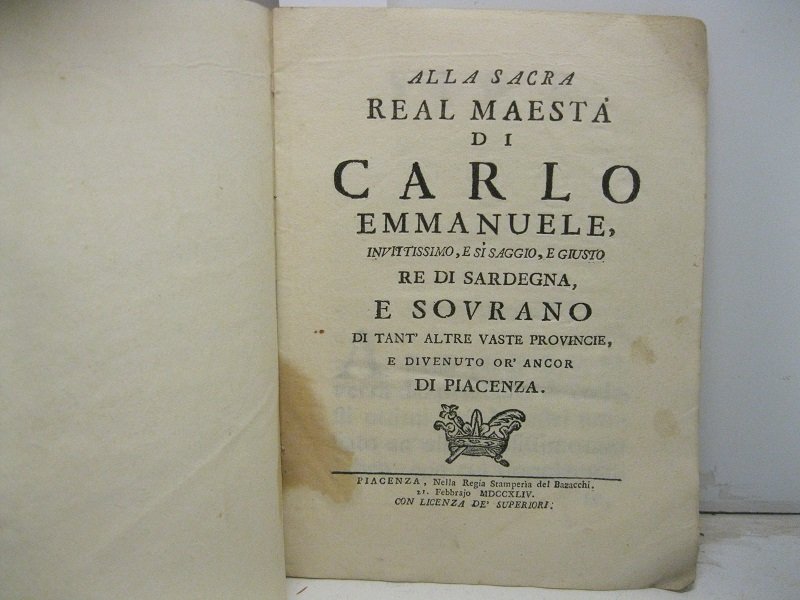 ALLA SACRA
REAL MAESTÀ
DI
CARLO
EMMANUELE,
INVITTISSIMO, E SÌ SAGGIO, E GIUSTO
RE DI SARDEGNA,
E SOVRANO
DI TANT' ALTRE VASTE PROVINCIE,
E DIVENUTO OR' ANCOR
DI PIACENZA.
PIACENZA, Nella Regia Stamperia del Bazacchi.
21. Febbrajo MDCCXLIV.
CON LICENZA DE' SUPERIORI.